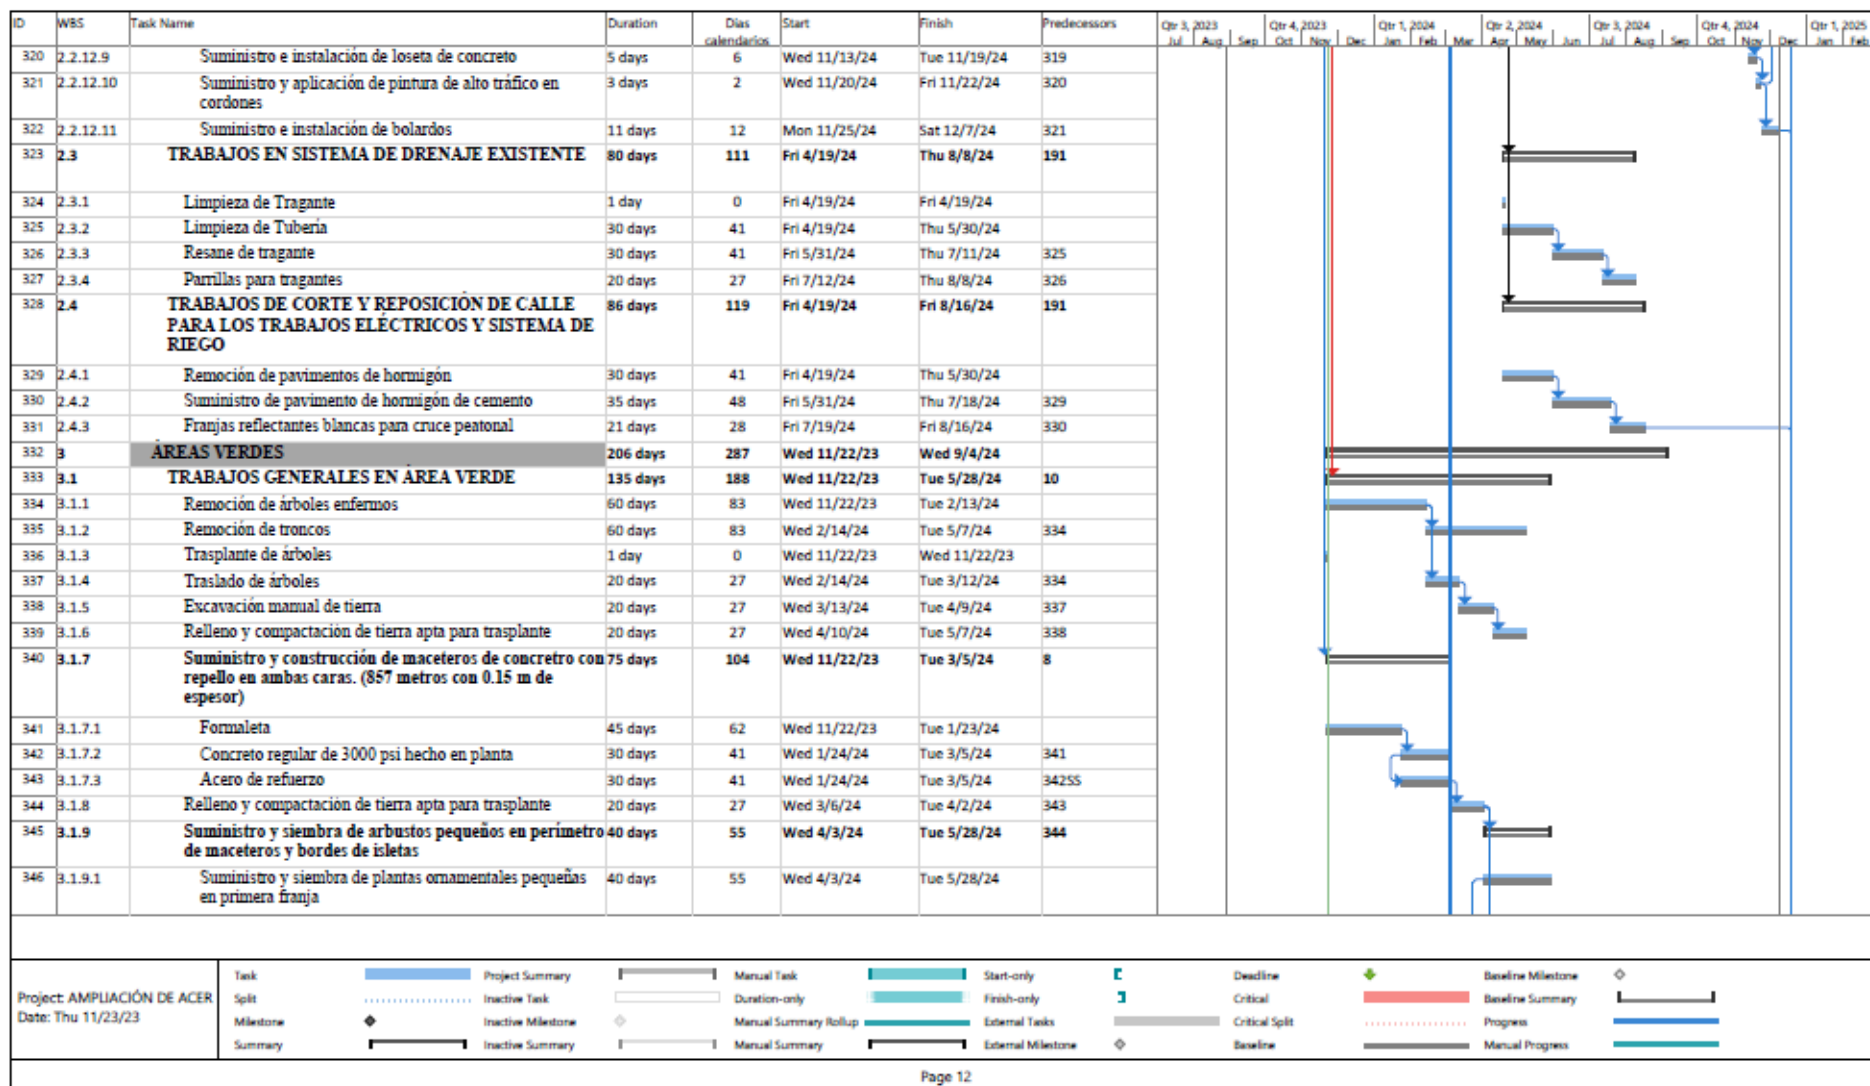 ID WBS Task Name Duration Dias calendarios Start Finish Predecessors
Qtr 3, 2023 Qtr 4, 2023 Qtr 1, 2024 Qtr 2, 2024 Qtr 3, 2024 Qtr 4, 2024 Qtr 1, 2025
Jul Aug Sep Oct Nov Dec Jan Feb Mar Apr May Jun Jul Aug Sep Oct Nov Dec Jan Feb
320 2.2.12.9 Suministro e instalación de loseta de concreto 5 days 6 Wed 11/13/24 Tue 11/19/24 319
321 2.2.12.10 Suministro y aplicación de pintura de alto tráfico en 3 days 2 Wed 11/20/24 Fri 11/22/24 320
cordones
322 2.2.12.11 Suministro e instalación de bolardos 11 days 12 Mon 11/25/24 Sat 12/7/24 321
323 2.3 TRABAJOS EN SISTEMA DE DRENAJE EXISTENTE 80 days 111 Fri 4/19/24 Thu 8/8/24 191
324 2.3.1 Limpieza de Tragante 1 day 0 Fri 4/19/24 Fri 4/19/24
325 2.3.2 Limpieza de Tubería 30 days 41 Fri 4/19/24 Thu 5/30/24
326 2.3.3 Resane de tragante 30 days 41 Fri 5/31/24 Thu 7/11/24 325
327 2.3.4 Parrillas para tragantes 20 days 27 Fri 7/12/24 Thu 8/8/24 326
328 2.4 TRABAJOS DE CORTE Y REPOSICIÓN DE CALLE 86 days 119 Fri 4/19/24 Fri 8/16/24 191
PARA LOS TRABAJOS ELÉCTRICOS Y SISTEMA DE
RIEGO
329 2.4.1 Remoción de pavimentos de hormigón 30 days 41 Fri 4/19/24 Thu 5/30/24
330 2.4.2 Suministro de pavimento de hormigón de cemento 35 days 48 Fri 5/31/24 Thu 7/18/24 329
331 2.4.3 Franjas reflectantes blancas para cruce peatonal 21 days 28 Fri 7/19/24 Fri 8/16/24 330
332 3 ÁREAS VERDES 206 days 287 Wed 11/22/23 Wed 9/4/24
333 3.1 TRABAJOS GENERALES EN ÁREA VERDE 135 days 188 Wed 11/22/23 Tue 5/28/24 10
334 3.1.1 Remoción de árboles enfermos 60 days 83 Wed 11/22/23 Tue 2/13/24
335 3.1.2 Remoción de troncos 60 days 83 Wed 2/14/24 Tue 5/7/24 334
336 3.1.3 Trasplante de árboles 1 day 0 Wed 11/22/23 Wed 11/22/23
337 3.1.4 Traslado de árboles 20 days 27 Wed 2/14/24 Tue 3/12/24 334
338 3.1.5 Excavación manual de tierra 20 days 27 Wed 3/13/24 Tue 4/9/24 337
339 3.1.6 Relleno y compactación de tierra apta para trasplante 20 days 27 Wed 4/10/24 Tue 5/7/24 338
340 3.1.7 Suministro y construcción de maceteros de concretro con 75 days 104 Wed 11/22/23 Tue 3/5/24 8
repello en ambas caras. (857 metros con 0.15 m de
espesor)
341 3.1.7.1 Formaleta 45 days 62 Wed 11/22/23 Tue 1/23/24
342 3.1.7.2 Concreto regular de 3000 psi hecho en planta 30 days 41 Wed 1/24/24 Tue 3/5/24 341
343 3.1.7.3 Acero de refuerzo 30 days 41 Wed 1/24/24 Tue 3/5/24 342SS
344 3.1.8 Relleno y compactación de tierra apta para trasplante 20 days 27 Wed 3/6/24 Tue 4/2/24 343
345 3.1.9 Suministro y siembra de arbustos pequeños en perímetro 40 days 55 Wed 4/3/24 Tue 5/28/24 344
de maceteros y bordes de isletas
346 3.1.9.1 Suministro y siembra de plantas ornamentales pequeñas 40 days 55 Wed 4/3/24 Tue 5/28/24
en primera franja
Project: AMPLIACIÓN DE ACER
Date: Thu 11/23/23
Task Project Summary Manual Task Start-only Deadline Baseline Milestone
Split Inactive Task Duration-only Finish-only Critical Baseline Summary
Milestone Inactive Milestone Manual Summary Rollup External Tasks Critical Split Progress
Summary Inactive Summary Manual Summary External Milestone Baseline Manual Progress
Page 12